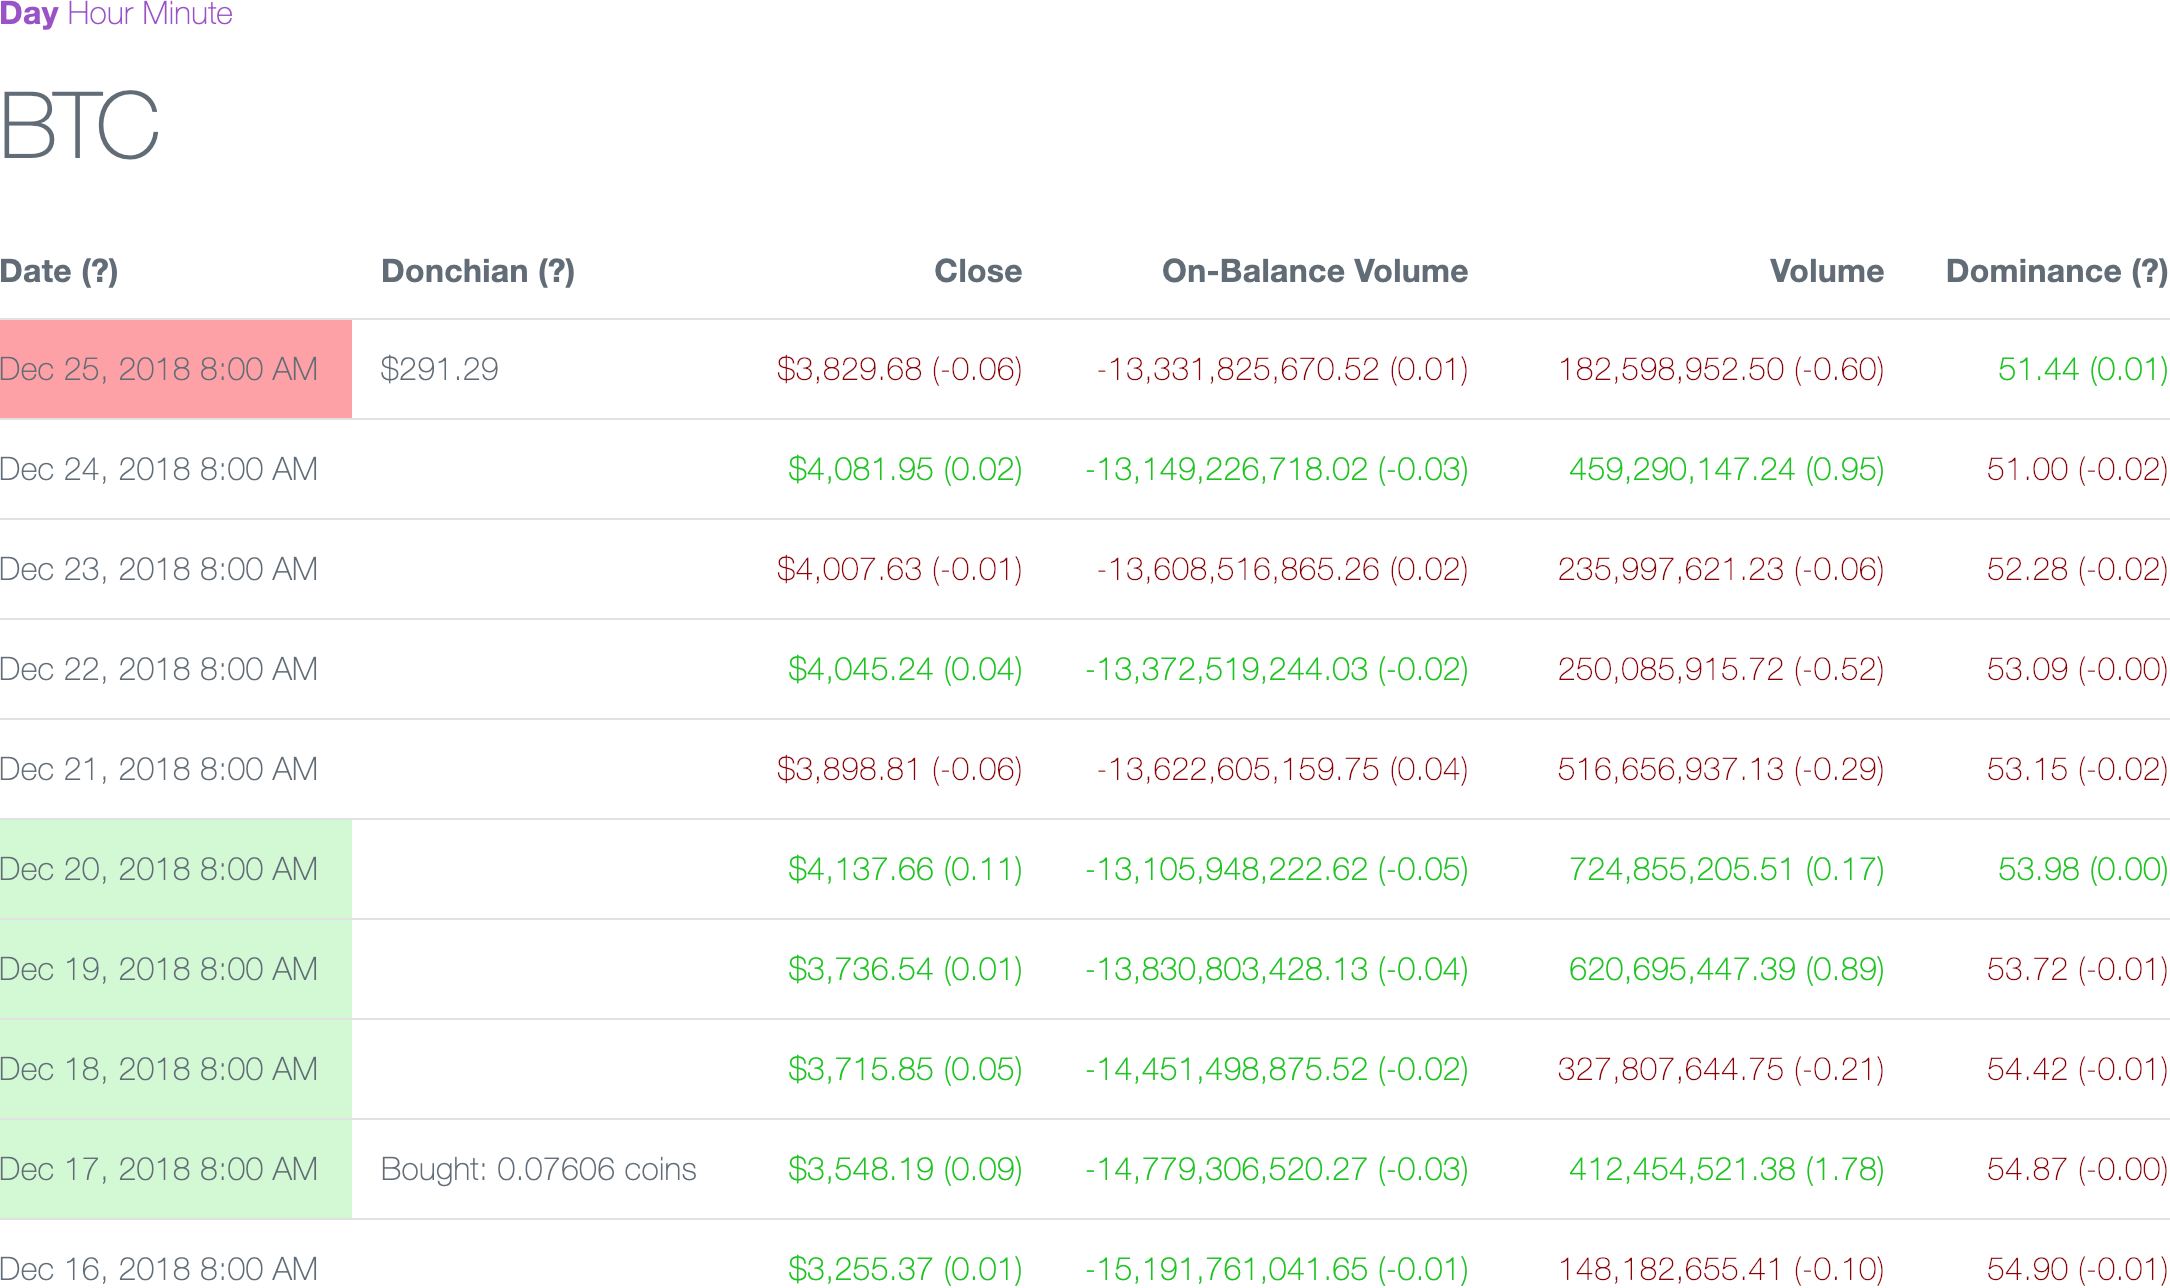 Day Hour Minute
BTC
Date (?) Donchian (?) Close On-Balance Volume Volume Dominance (?)
Dec 25, 2018 8:00 AM $291.29 $3,829.68 (-0.06) -13,331,825,670.52 (0.01) 182,598,952.50 (-0.60) 51.44 (0.01)
Dec 24, 2018 8:00 AM $4,081.95 (0.02) -13,149,226,718.02 (-0.03) 459,290,147.24 (0.95) 51.00 (-0.02)
Dec 23, 2018 8:00 AM $4,007.63 (-0.01) -13,608,516,865.26 (0.02) 235,997,621.23 (-0.06) 52.28 (-0.02)
Dec 22, 2018 8:00 AM $4,045.24 (0.04) -13,372,519,244.03 (-0.02) 250,085,915.72 (-0.52) 53.09 (-0.00)
Dec 21, 2018 8:00 AM $3,898.81 (-0.06) -13,622,605,159.75 (0.04) 516,656,937.13 (-0.29) 53.15 (-0.02)
Dec 20, 2018 8:00 AM $4,137.66 (0.11) -13,105,948,222.62 (-0.05) 724,855,205.51 (0.17) 53.98 (0.00)
Dec 19, 2018 8:00 AM $3,736.54 (0.01) -13,830,803,428.13 (-0.04) 620,695,447.39 (0.89) 53.72 (-0.01)
Dec 18, 2018 8:00 AM $3,715.85 (0.05) -14,451,498,875.52 (-0.02) 327,807,644.75 (-0.21) 54.42 (-0.01)
Dec 17, 2018 8:00 AM Bought: 0.07606 coins $3,548.19 (0.09) -14,779,306,520.27 (-0.03) 412,454,521.38 (1.78) 54.87 (-0.00)
Dec 16, 2018 8:00 AM $3,255.37 (0.01) -15,191,761,041.65 (-0.01) 148,182,655.41 (-0.10) 54.90 (-0.01)